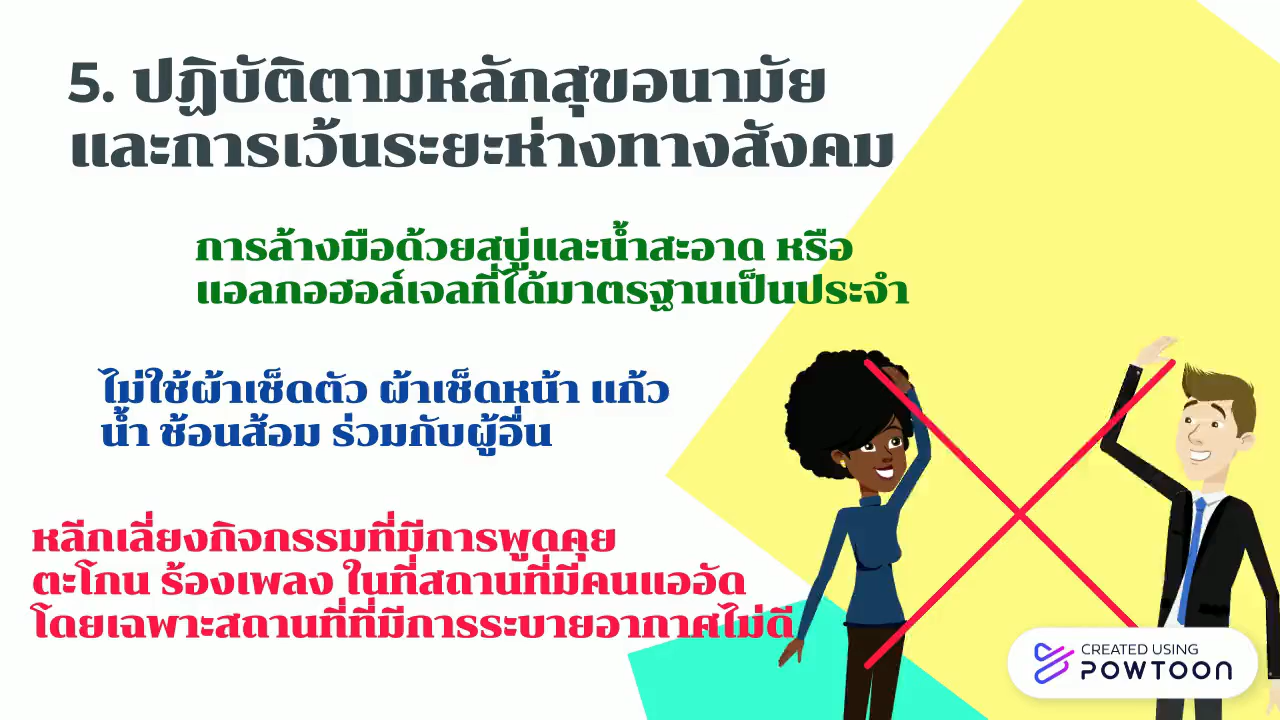 5. ปฏิบัติตามหลักสุขอนามัย
และการเว้นระยะห่างทางสังคม
การล้างมือด้วยสบู่และน้ำสะอาด หรือ
แอลกอฮอล์เจลที่ได้มาตรฐานเป็นประจำ
ไม่ใช้ผ้าเช็ดตัว ผ้าเช็ดหน้า แก้ว
น้ำ ช้อนส้อม ร่วมกับผู้อื่น
หลีกเลี่ยงกิจกรรมที่มีการพูดคุย
ตะโกน ร้องเพลง ในที่สถานที่มีคนแออัด
โดยเฉพาะสถานที่ที่มีการระบายอากาศไม่ดี
CREATED USING
POWTOON